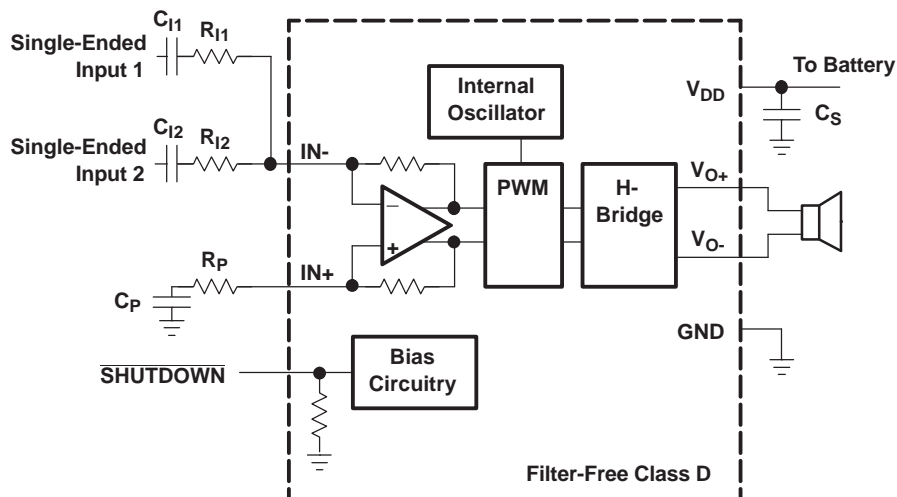 C_I1
R_I1
Single-Ended
Input 1
C_I2
R_I2
Single-Ended
Input 2
IN-
Internal
Oscillator
V_DD
To Battery
C_S
PWM
H-
Bridge
V_O+
V_O-
−
+
R_P
IN+
C_P
GND
SHUTDOWN
Bias
Circuitry
Filter-Free Class D